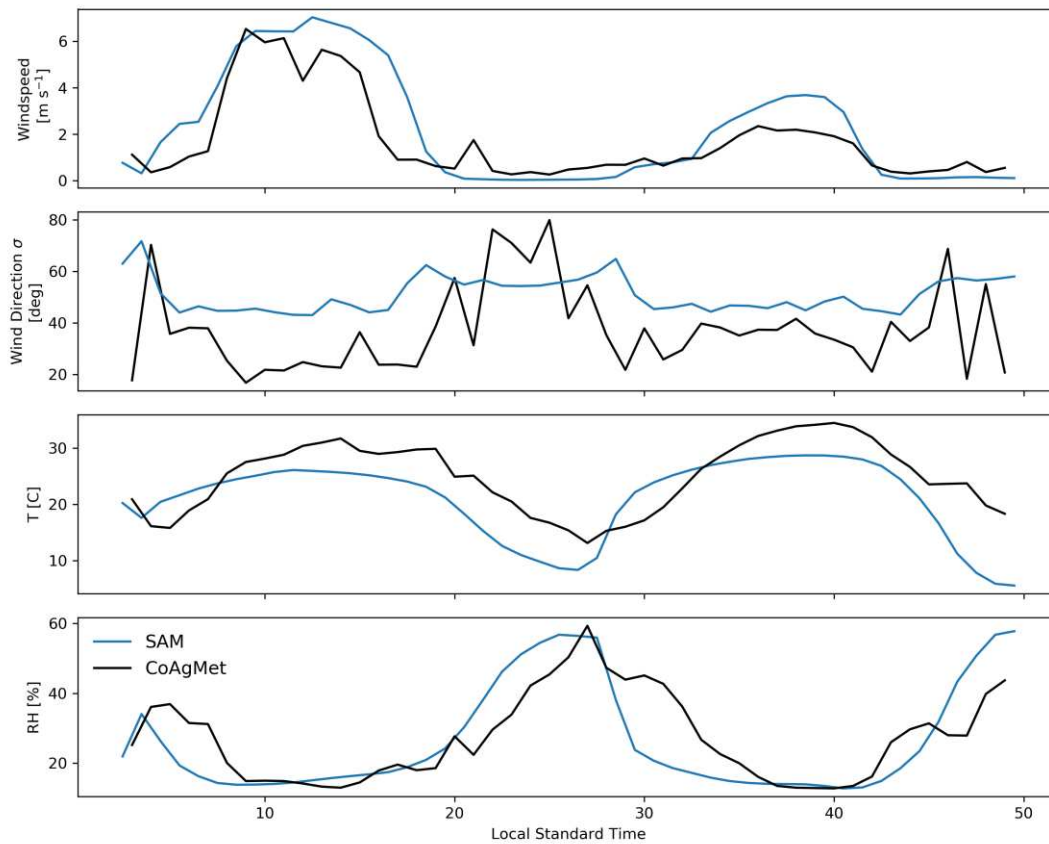 Windspeed
[m s⁻¹]
6
4
2
0
Wind Direction σ
[deg]
80
60
40
20
T [C]
30
20
10
RH [%]
60
40
20
SAM
CoAgMet
10 20 30 40 50
Local Standard Time